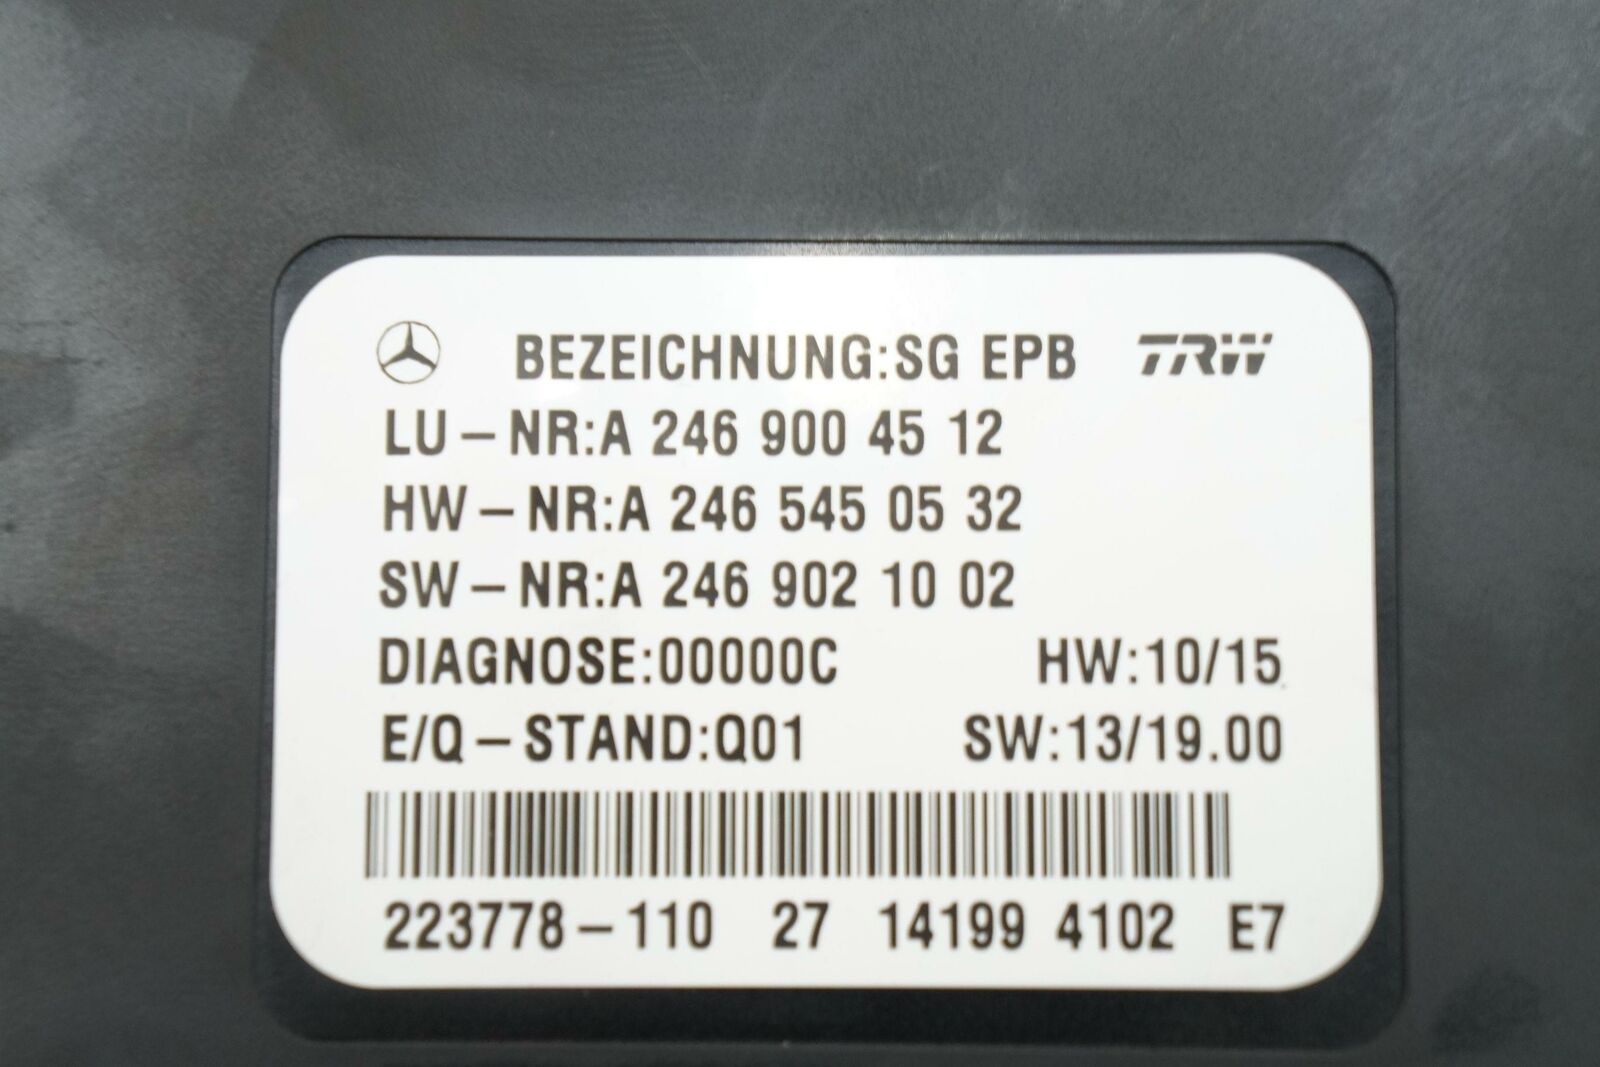 BEZEICHNUNG:SG EPB TRW
LU-NR:A 246 900 45 12
HW-NR:A 246 545 05 32
SW-NR:A 246 902 10 02
DIAGNOSE:00000C HW:10/15
E/Q-STAND:Q01 SW:13/19.00
223778-110 27 14199 4102 E7